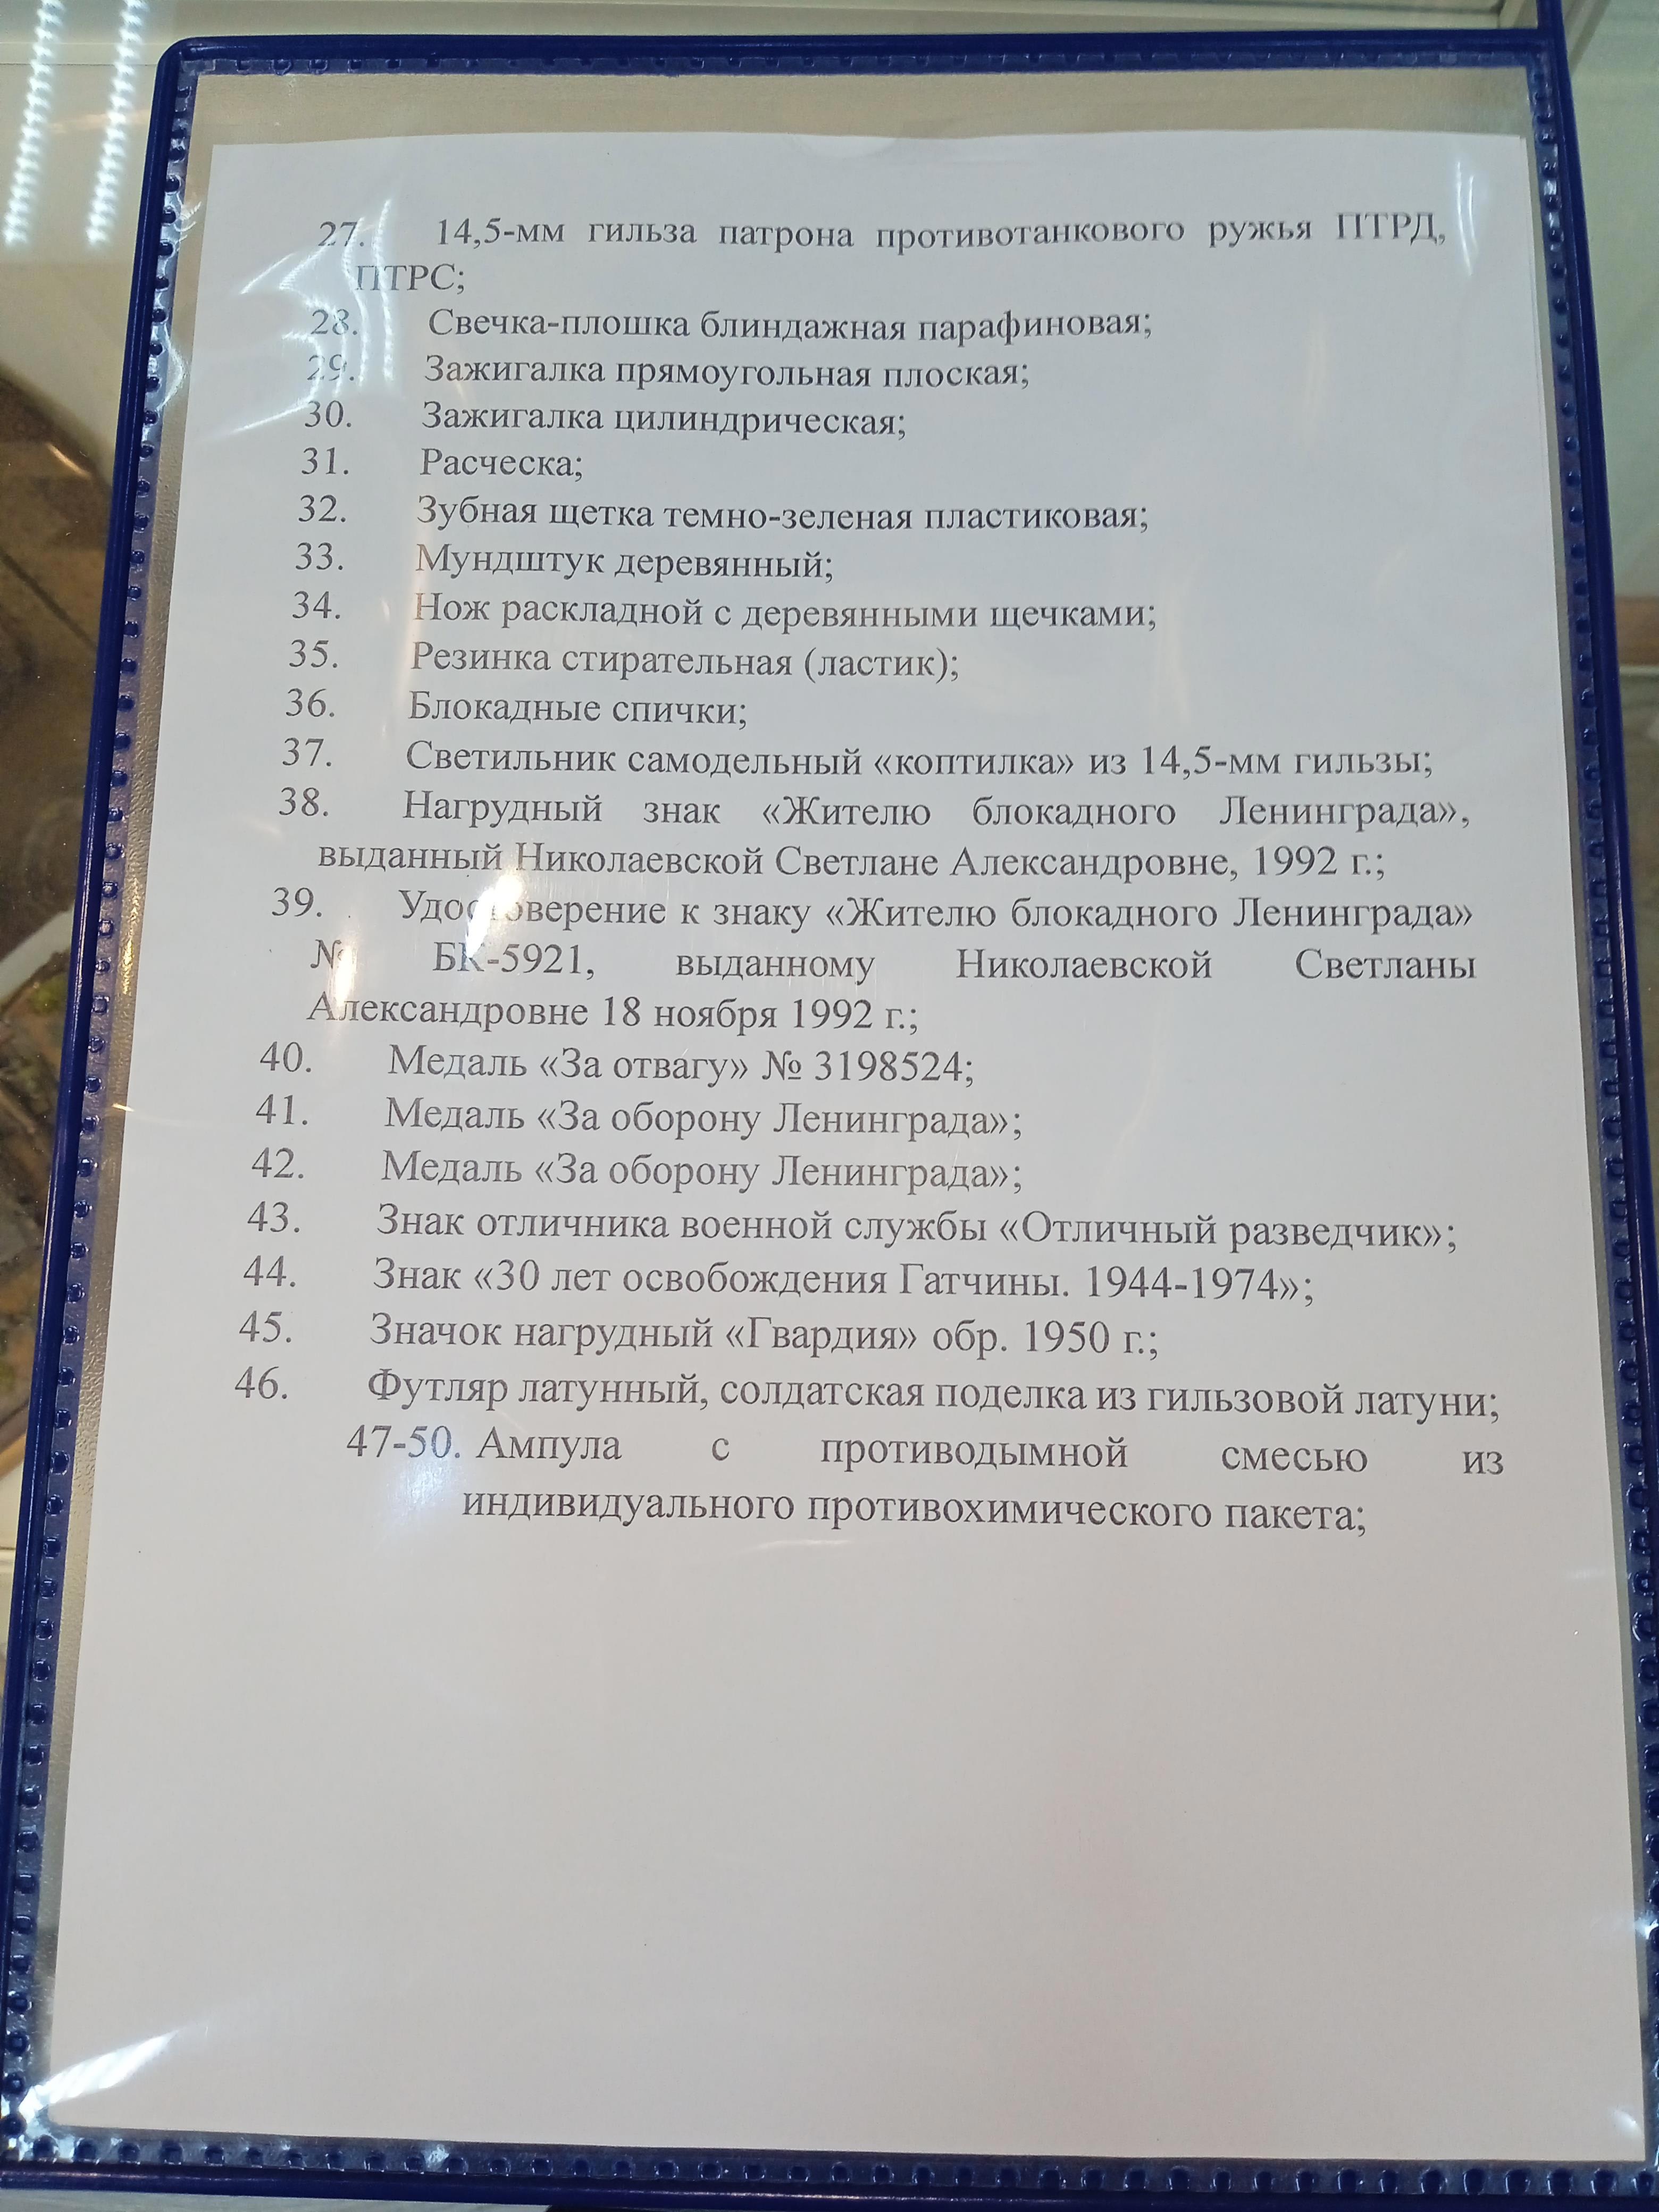 27. 14,5-мм гильза патрона противотанкового ружья ПТРД,
ПТРС;
28. Свечка-плошка блиндажная парафиновая;
29. Зажигалка прямоугольная плоская;
30. Зажигалка цилиндрическая;
31. Расческа;
32. Зубная щетка темно-зеленая пластиковая;
33. Мундштук деревянный;
34. Нож раскладной с деревянными щечками;
35. Резинка стирательная (ластик);
36. Блокадные спички;
37. Светильник самодельный «коптилка» из 14,5-мм гильзы;
38. Нагрудный знак «Жителю блокадного Ленинграда»,
выданный Николаевской Светлане Александровне, 1992 г.;
39. Удостоверение к знаку «Жителю блокадного Ленинграда»
№ БК-5921, выданному Николаевской Светланы
Александровне 18 ноября 1992 г.;
40. Медаль «За отвагу» № 3198524;
41. Медаль «За оборону Ленинграда»;
42. Медаль «За оборону Ленинграда»;
43. Знак отличника военной службы «Отличный разведчик»;
44. Знак «30 лет освобождения Гатчины. 1944-1974»;
45. Значок нагрудный «Гвардия» обр. 1950 г.;
46. Футляр латунный, солдатская поделка из гильзовой латуни;
47-50. Ампула с противодымной смесью из
индивидуального противохимического пакета;